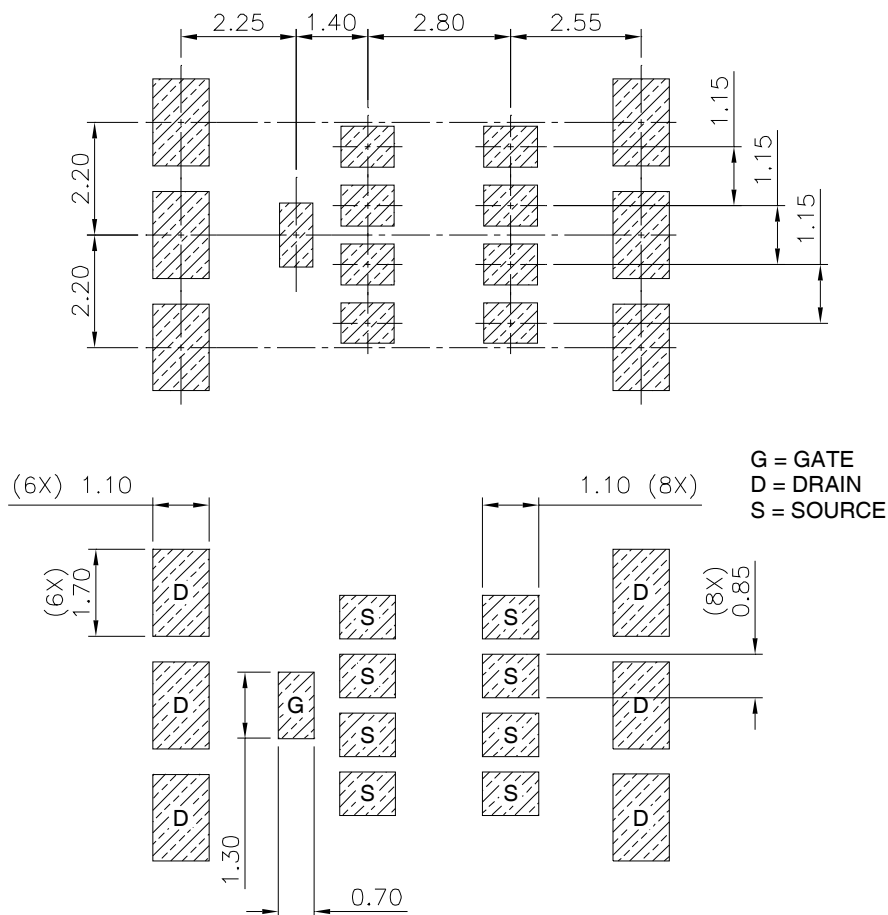 2.25 1.40 2.80 2.55
1.15
1.15
1.15
2.20
2.20
G = GATE
D = DRAIN
S = SOURCE
(6X) 1.10
1.10 (8X)
(6X)
1.70
(8X)
0.85
D S S D
D G S S D
S S
D S S D
1.30
0.70